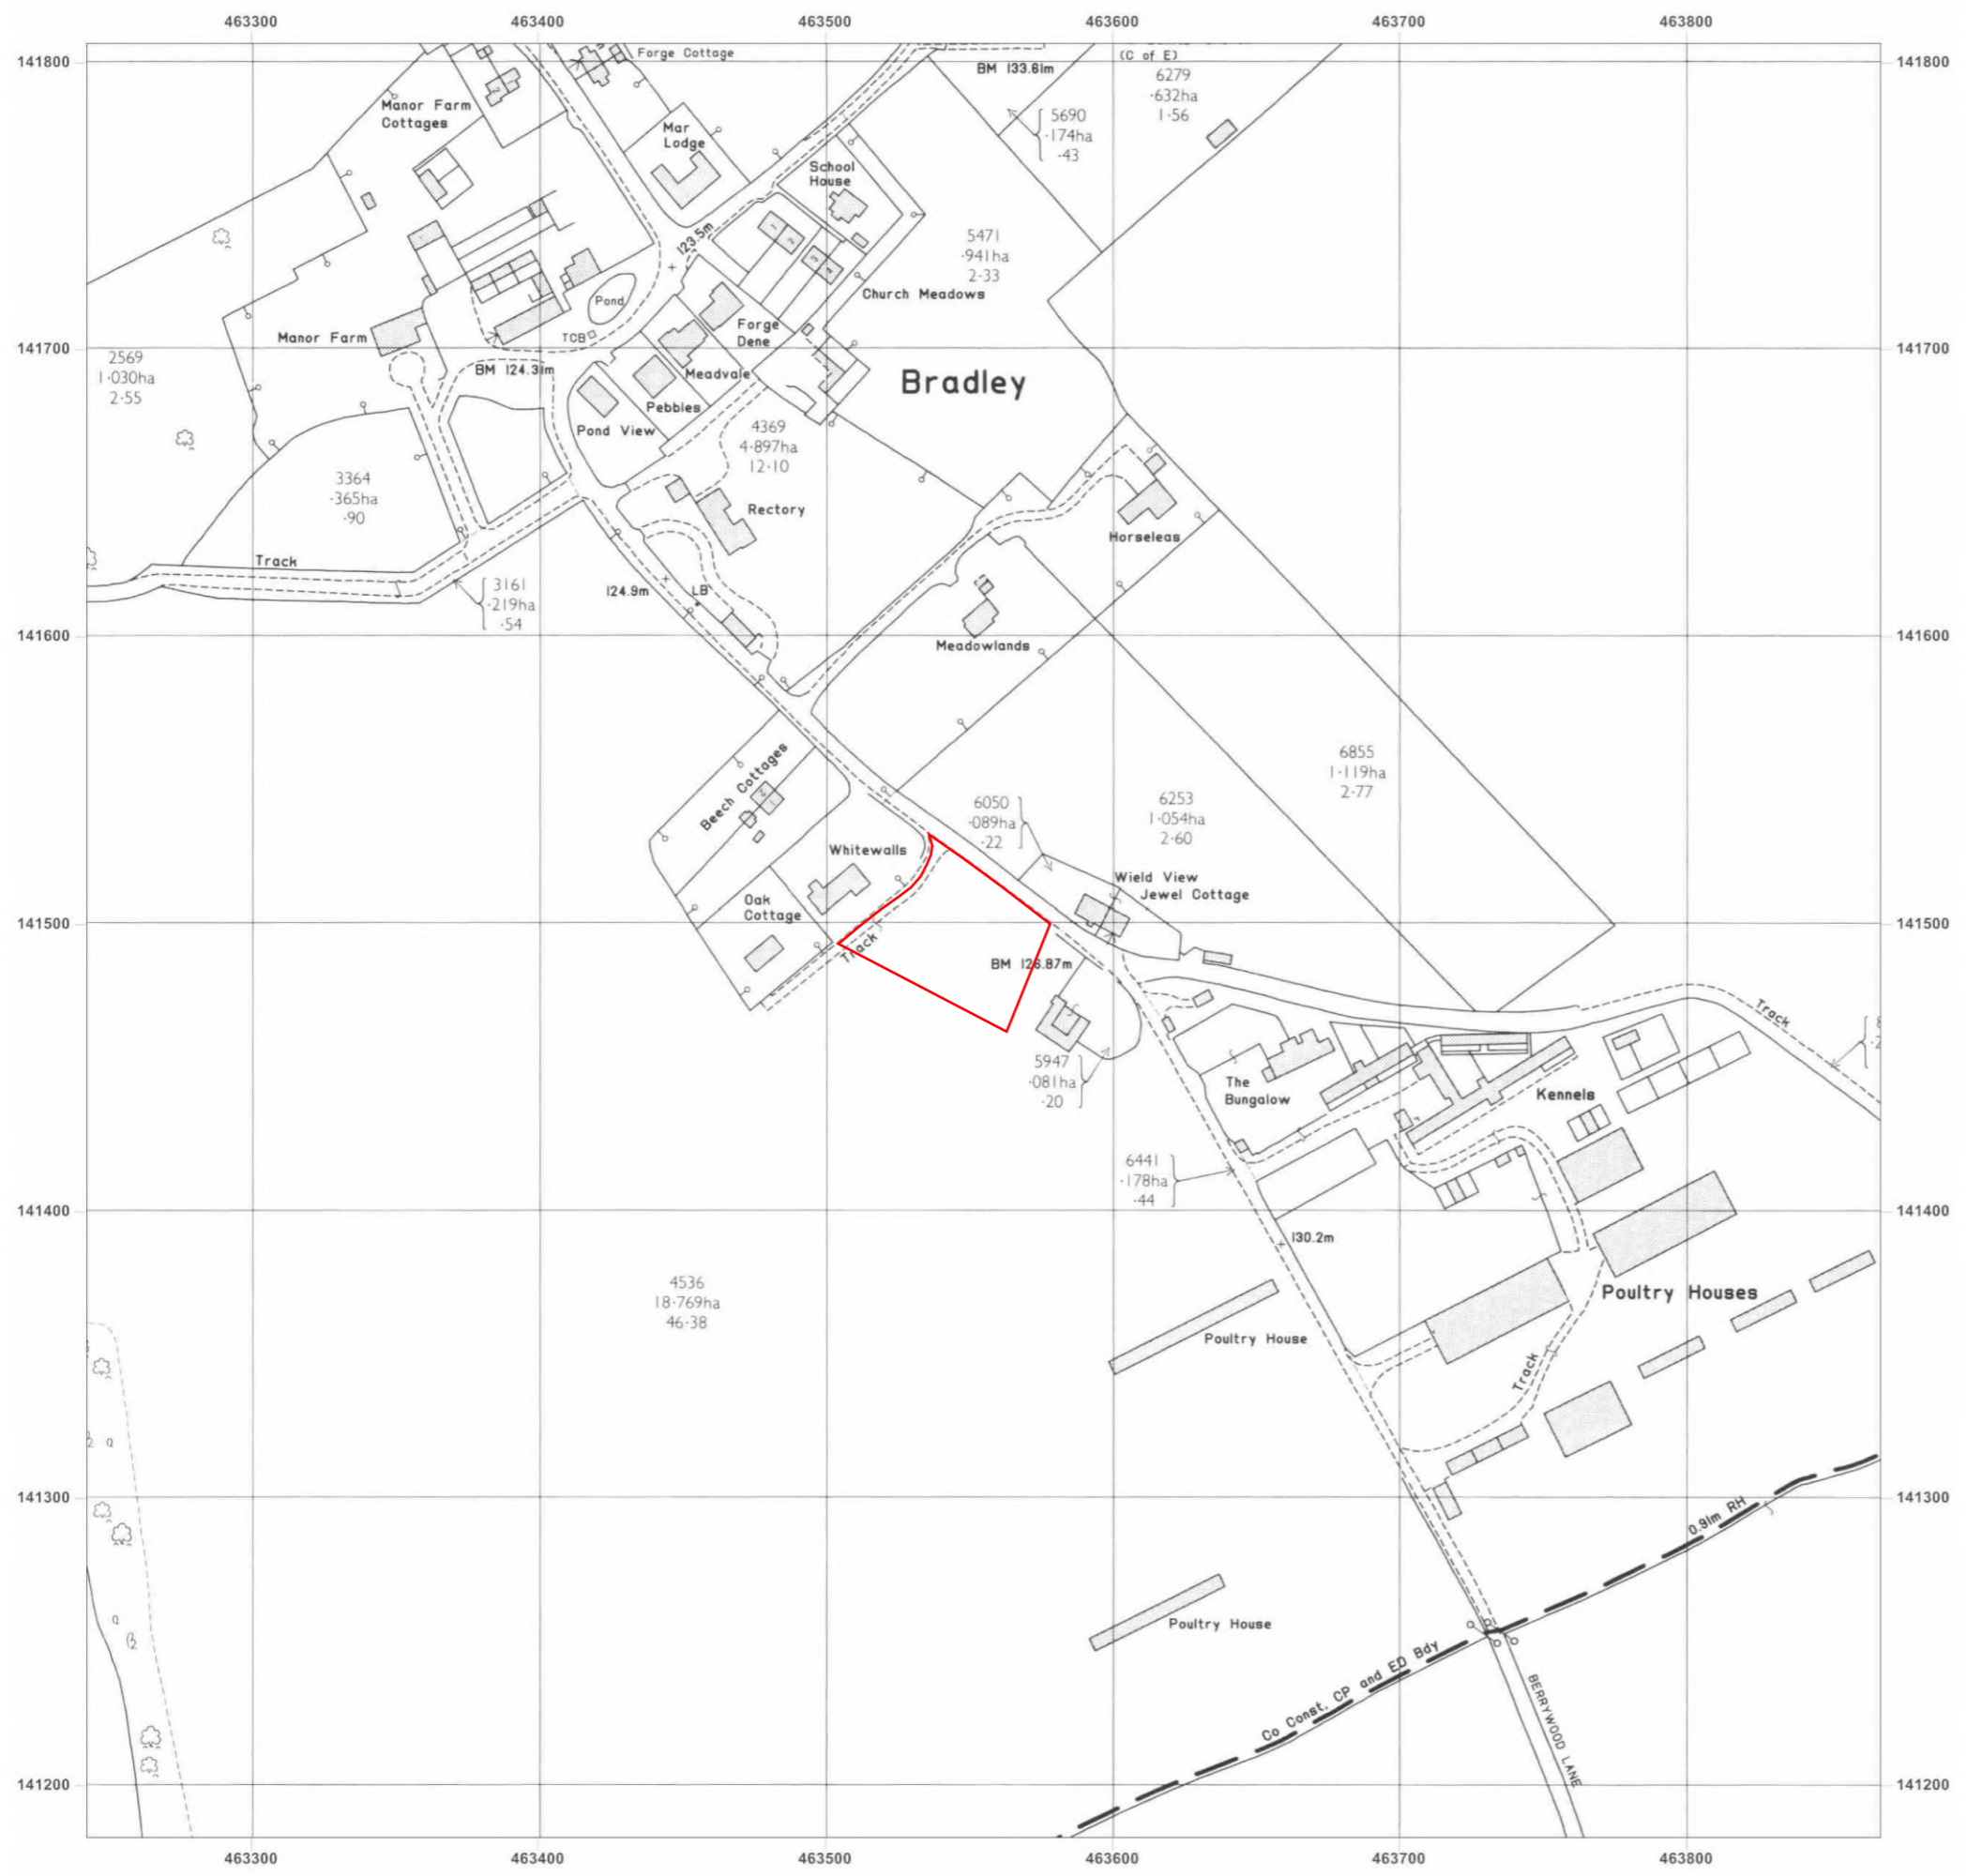 463300 463400 463500 463600 463700 463800
141800
Forge Cottage
BM 133.61m
(C of E)
6279
·632ha
1·56
141800
Manor Farm
Cottages
Mar
Lodge
5690
·174ha
·43
School
House
123.5m
1
2
3
4
5471
·941ha
2·33
Church Meadows
Pond
TCB
Manor Farm
Forge
Dene
141700
2569
1·030ha
2·55
BM 124.31m
Meadvale
Bradley
141700
Pebbles
Pond View
4369
4·897ha
12·10
3364
·365ha
·90
Rectory
Horseleas
Track
3161
·219ha
·54
124.9m
LB
141600
Meadowlands
141600
Beech Cottages
2
1
6855
1·119ha
2·77
6050
·089ha
·22
6253
1·054ha
2·60
Whitewalls
Wield View
Jewel Cottage
Oak
Cottage
141500
Track
BM 126.87m
141500
Track
5947
·081ha
·20
The
Bungalow
Kennels
6441
·178ha
·44
141400
130.2m
141400
4536
18·769ha
46·38
Poultry Houses
Poultry House
Track
141300
0.91m RH
141300
Poultry House
Co Const, CP and ED Bdy
BERRYWOOD LANE
141200
141200
463300 463400 463500 463600 463700 463800